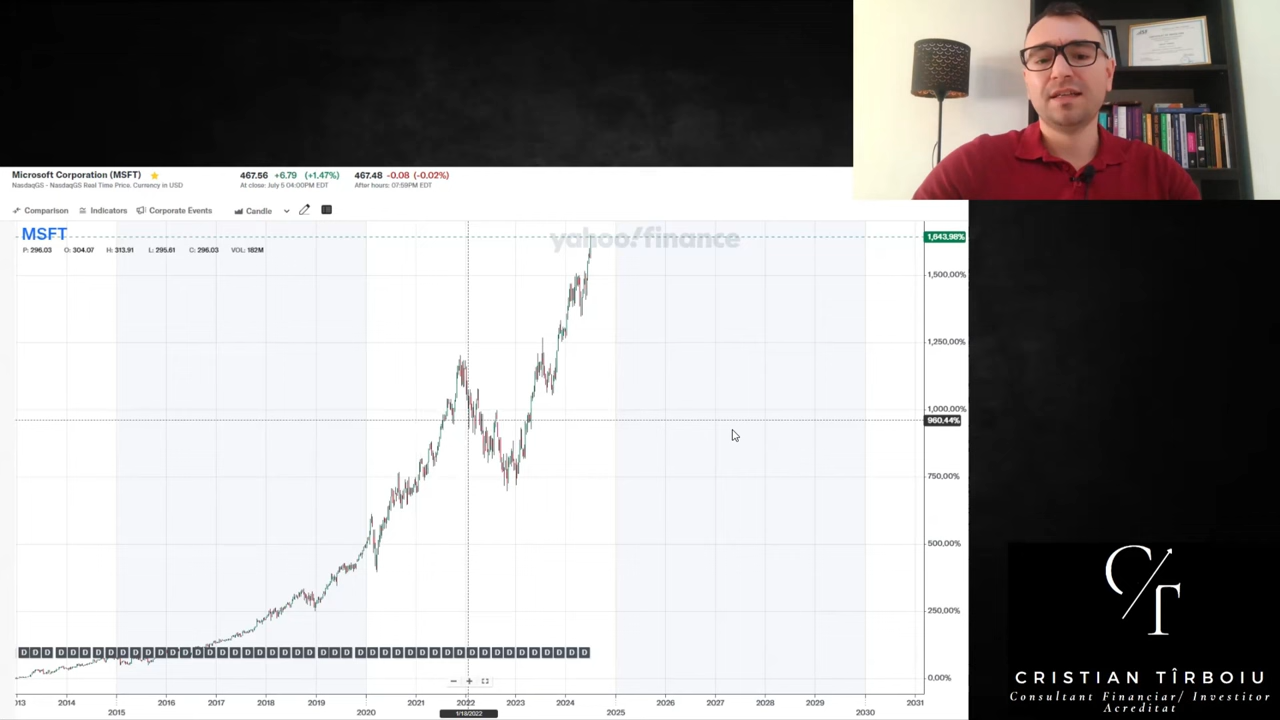 Microsoft Corporation (MSFT)
NasdaqGS - NasdaqGS Real Time Price. Currency in USD
467.56 +6.79 (+1.47%)
At close: July 5 04:00PM EDT
467.48 -0.08 (-0.02%)
After hours: 07:59PM EDT
Comparison Indicators Corporate Events Candle
MSFT
P: 296.03 O: 304.07 H: 313.91 L: 295.61 C: 296.03 VOL: 182M
yahoo!finance
1,643.98%
1,500.00%
1,250.00%
1,000.00%
960.44%
750.00%
500.00%
250.00%
0.00%
D D D D D D D D D D D D D D D D D D D D D D D D D D D D D D D D D D D D D D D D D D D D D D
13 2014 2015 2016 2017 2018 2019 2020 2021 2022 2023 2024 2025 2026 2027 2028 2029 2030 2031
1/18/2022
CT
CRISTIAN TÎRBOIU
Consultant Financiar/ Investitor
Acreditat